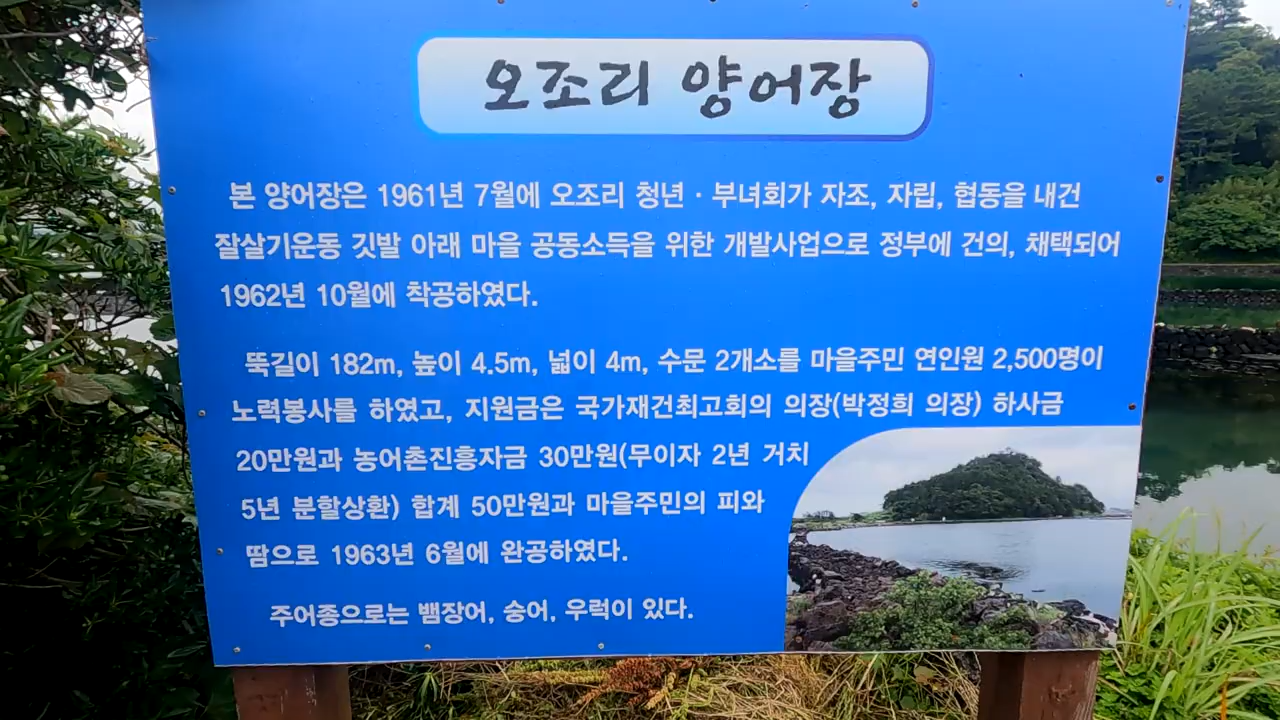 오조리 양어장
본 양어장은 1961년 7월에 오조리 청년 · 부녀회가 자조, 자립, 협동을 내건
잘살기운동 깃발 아래 마을 공동소득을 위한 개발사업으로 정부에 건의, 채택되어
1962년 10월에 착공하였다.
뚝길이 182m, 높이 4.5m, 넓이 4m, 수문 2개소를 마을주민 연인원 2,500명이
노력봉사를 하였고, 지원금은 국가재건최고회의 의장(박정희 의장) 하사금
20만원과 농어촌진흥자금 30만원(무이자 2년 거치
5년 분할상환) 합계 50만원과 마을주민의 피와
땀으로 1963년 6월에 완공하였다.
주어종으로는 뱀장어, 숭어, 우럭이 있다.